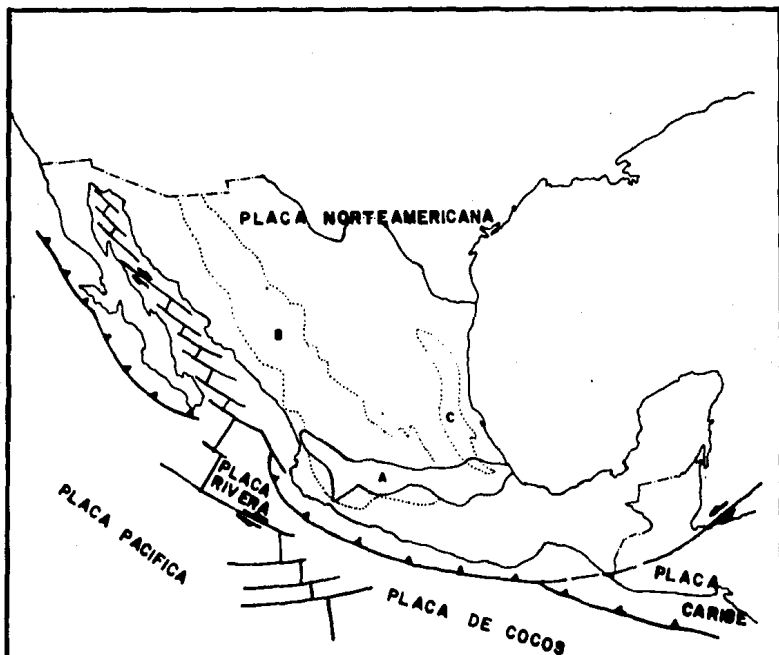 PLACA NORTEAMERICANA
B
C
A
PLACA
RIVERA
PLACA PACIFICA
PLACA DE COCOS
PLACA
CARIBE